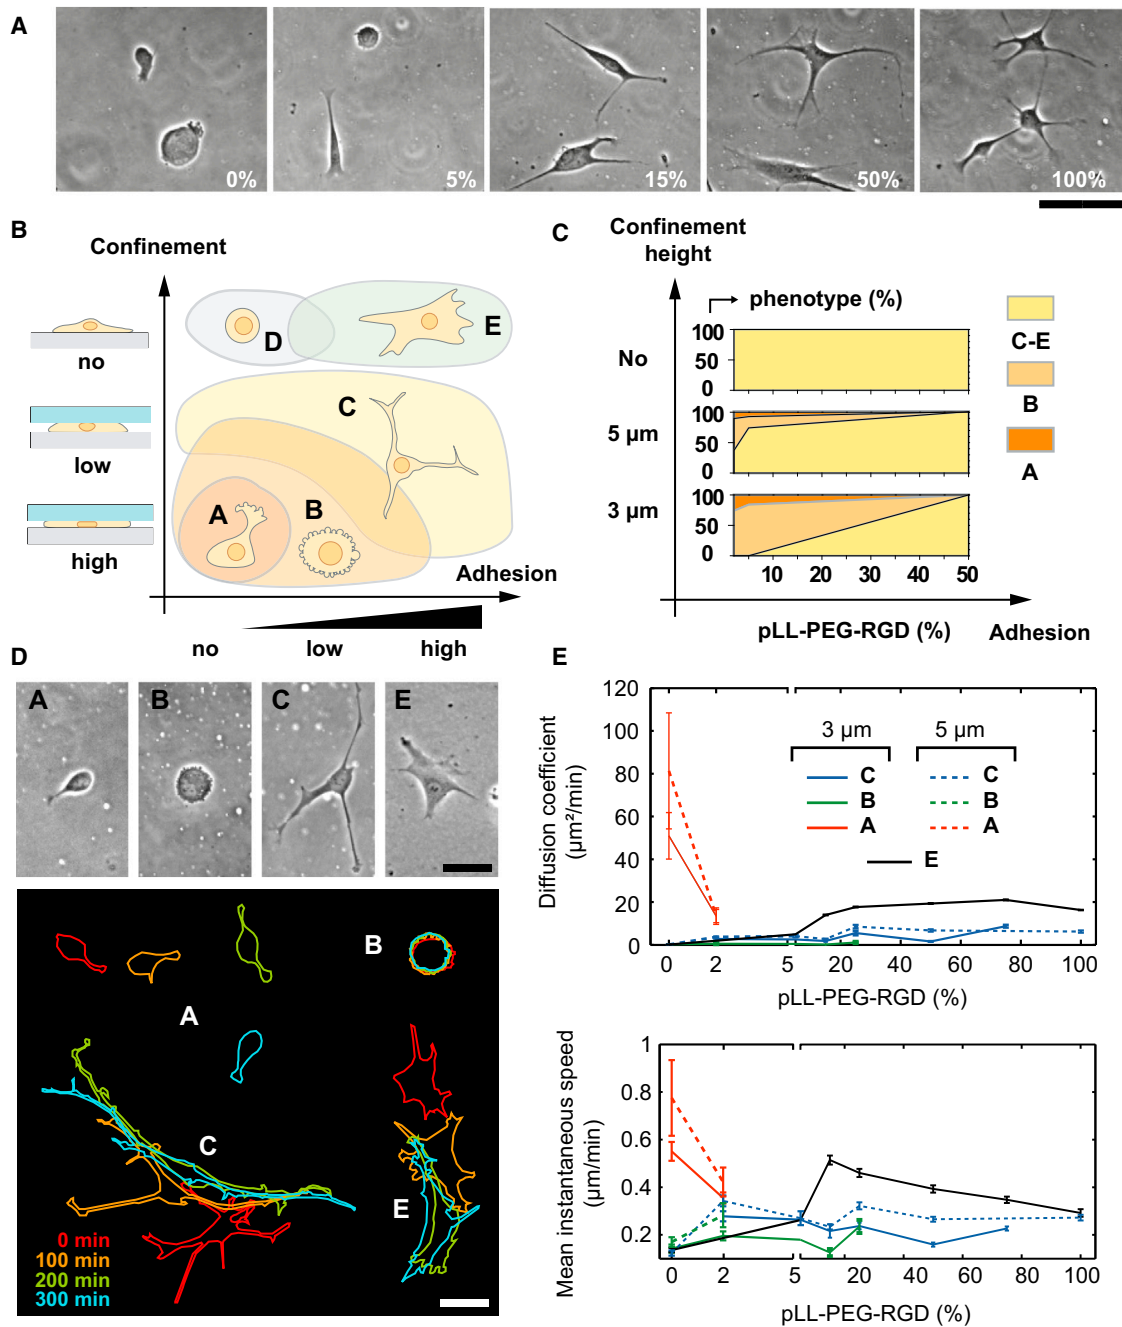 A
0%
5%
15%
50%
100%
B
Confinement
no
low
high
D
E
C
A
B
Adhesion
no
low
high
C
Confinement
height
phenotype (%)
100
50
0
No
100
50
0
5 µm
100
50
0
3 µm
10 20 30 40 50
pLL-PEG-RGD (%)
Adhesion
C-E
B
A
D
A
B
C
E
A
B
C
E
0 min
100 min
200 min
300 min
E
Diffusion coefficient
(µm²/min)
120
100
80
60
40
20
0
3 µm 5 µm
C C
B B
A A
E
0 2 5 20 40 60 80 100
pLL-PEG-RGD (%)
Mean instantaneous speed
(µm/min)
1
0.8
0.6
0.4
0.2
0 2 5 20 40 60 80 100
pLL-PEG-RGD (%)